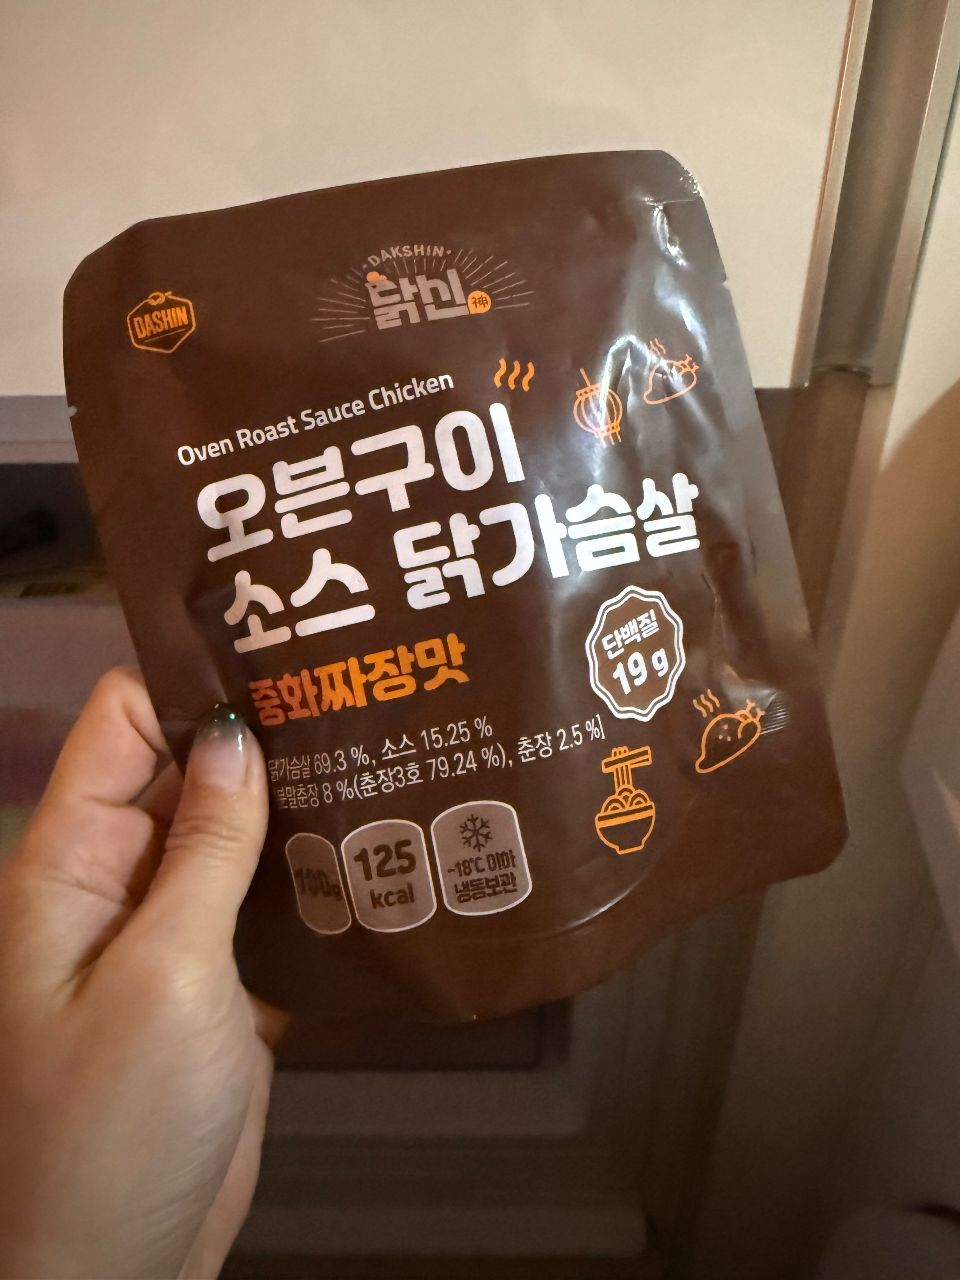 DAKSHIN
닭신
神
DASHIN
Oven Roast Sauce Chicken
오븐구이
소스 닭가슴살
중화짜장맛
단백질
19 g
닭가슴살 69.3 %, 소스 15.25 %
분말춘장 8 %(춘장3호 79.24 %), 춘장 2.5 %]
100g
125
kcal
-18℃ 이하
냉동보관